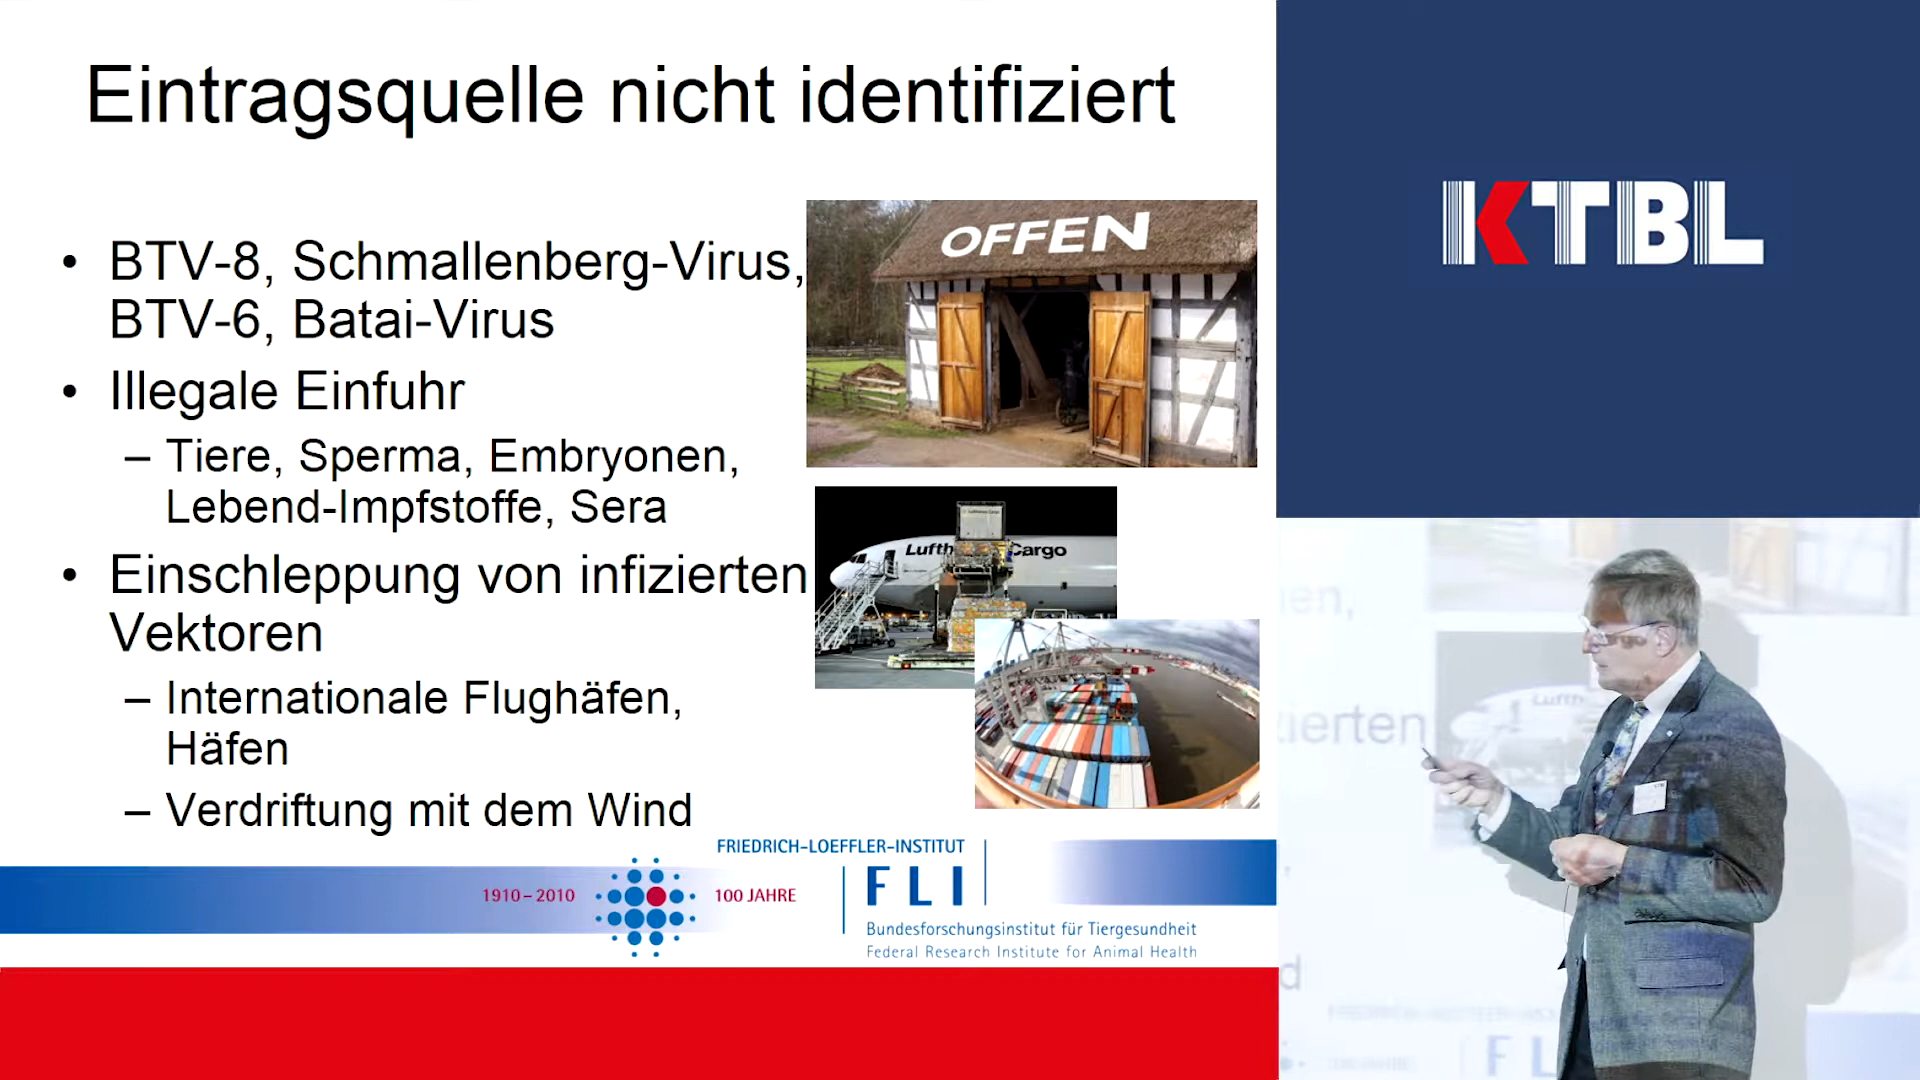 Eintragsquelle nicht identifiziert
• BTV-8, Schmallenberg-Virus,
BTV-6, Batai-Virus
• Illegale Einfuhr
– Tiere, Sperma, Embryonen,
Lebend-Impfstoffe, Sera
• Einschleppung von infizierten
Vektoren
– Internationale Flughäfen,
Häfen
– Verdriftung mit dem Wind
OFFEN
Cargo
FRIEDRICH-LOEFFLER-INSTITUT
1910–2010
100 JAHRE
FLI
Bundesforschungsinstitut für Tiergesundheit
Federal Research Institute for Animal Health
KTBL
ierten